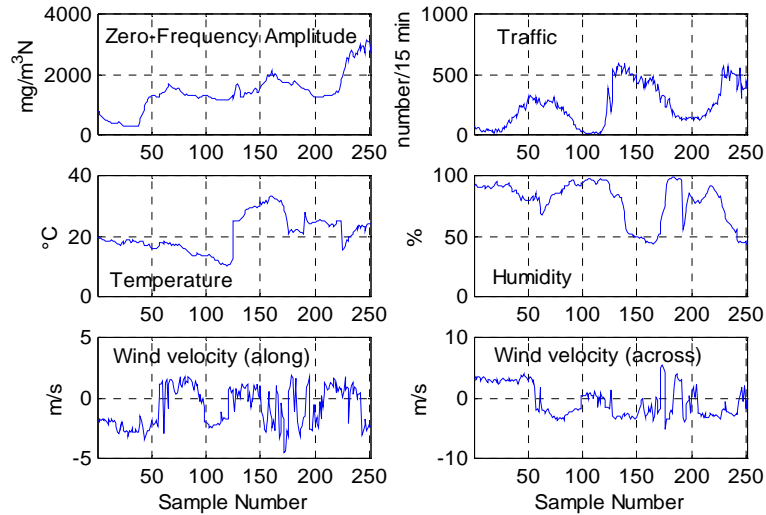 Zero-Frequency Amplitude
mg/m³N
4000
2000
0
50 100 150 200 250
Traffic
number/15 min
1000
500
0
50 100 150 200 250
Temperature
°C
40
20
0
50 100 150 200 250
Humidity
%
100
50
0
50 100 150 200 250
Wind velocity (along)
m/s
5
0
-5
50 100 150 200 250
Sample Number
Wind velocity (across)
m/s
10
0
-10
50 100 150 200 250
Sample Number